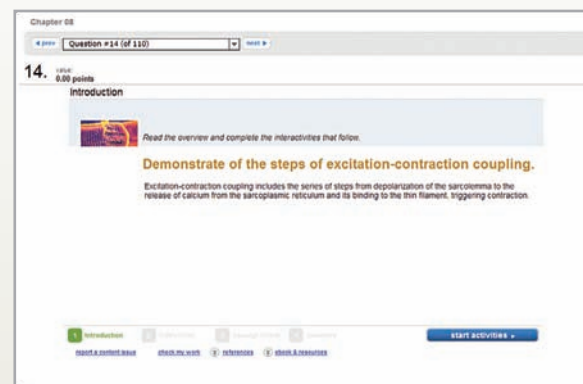 Chapter 08
prev
Question #14 (of 110)
next
14.
0.00 points
Introduction
Read the overview and complete the interactivities that follow.
Demonstrate of the steps of excitation-contraction coupling.
Excitation-contraction coupling includes the series of steps from depolarization of the sarcolemma to the
release of calcium from the sarcoplasmic reticulum and its binding to the thin filament, triggering contraction.
1 Introduction
start activities
report a content issue
check my work
references
ebook & resources